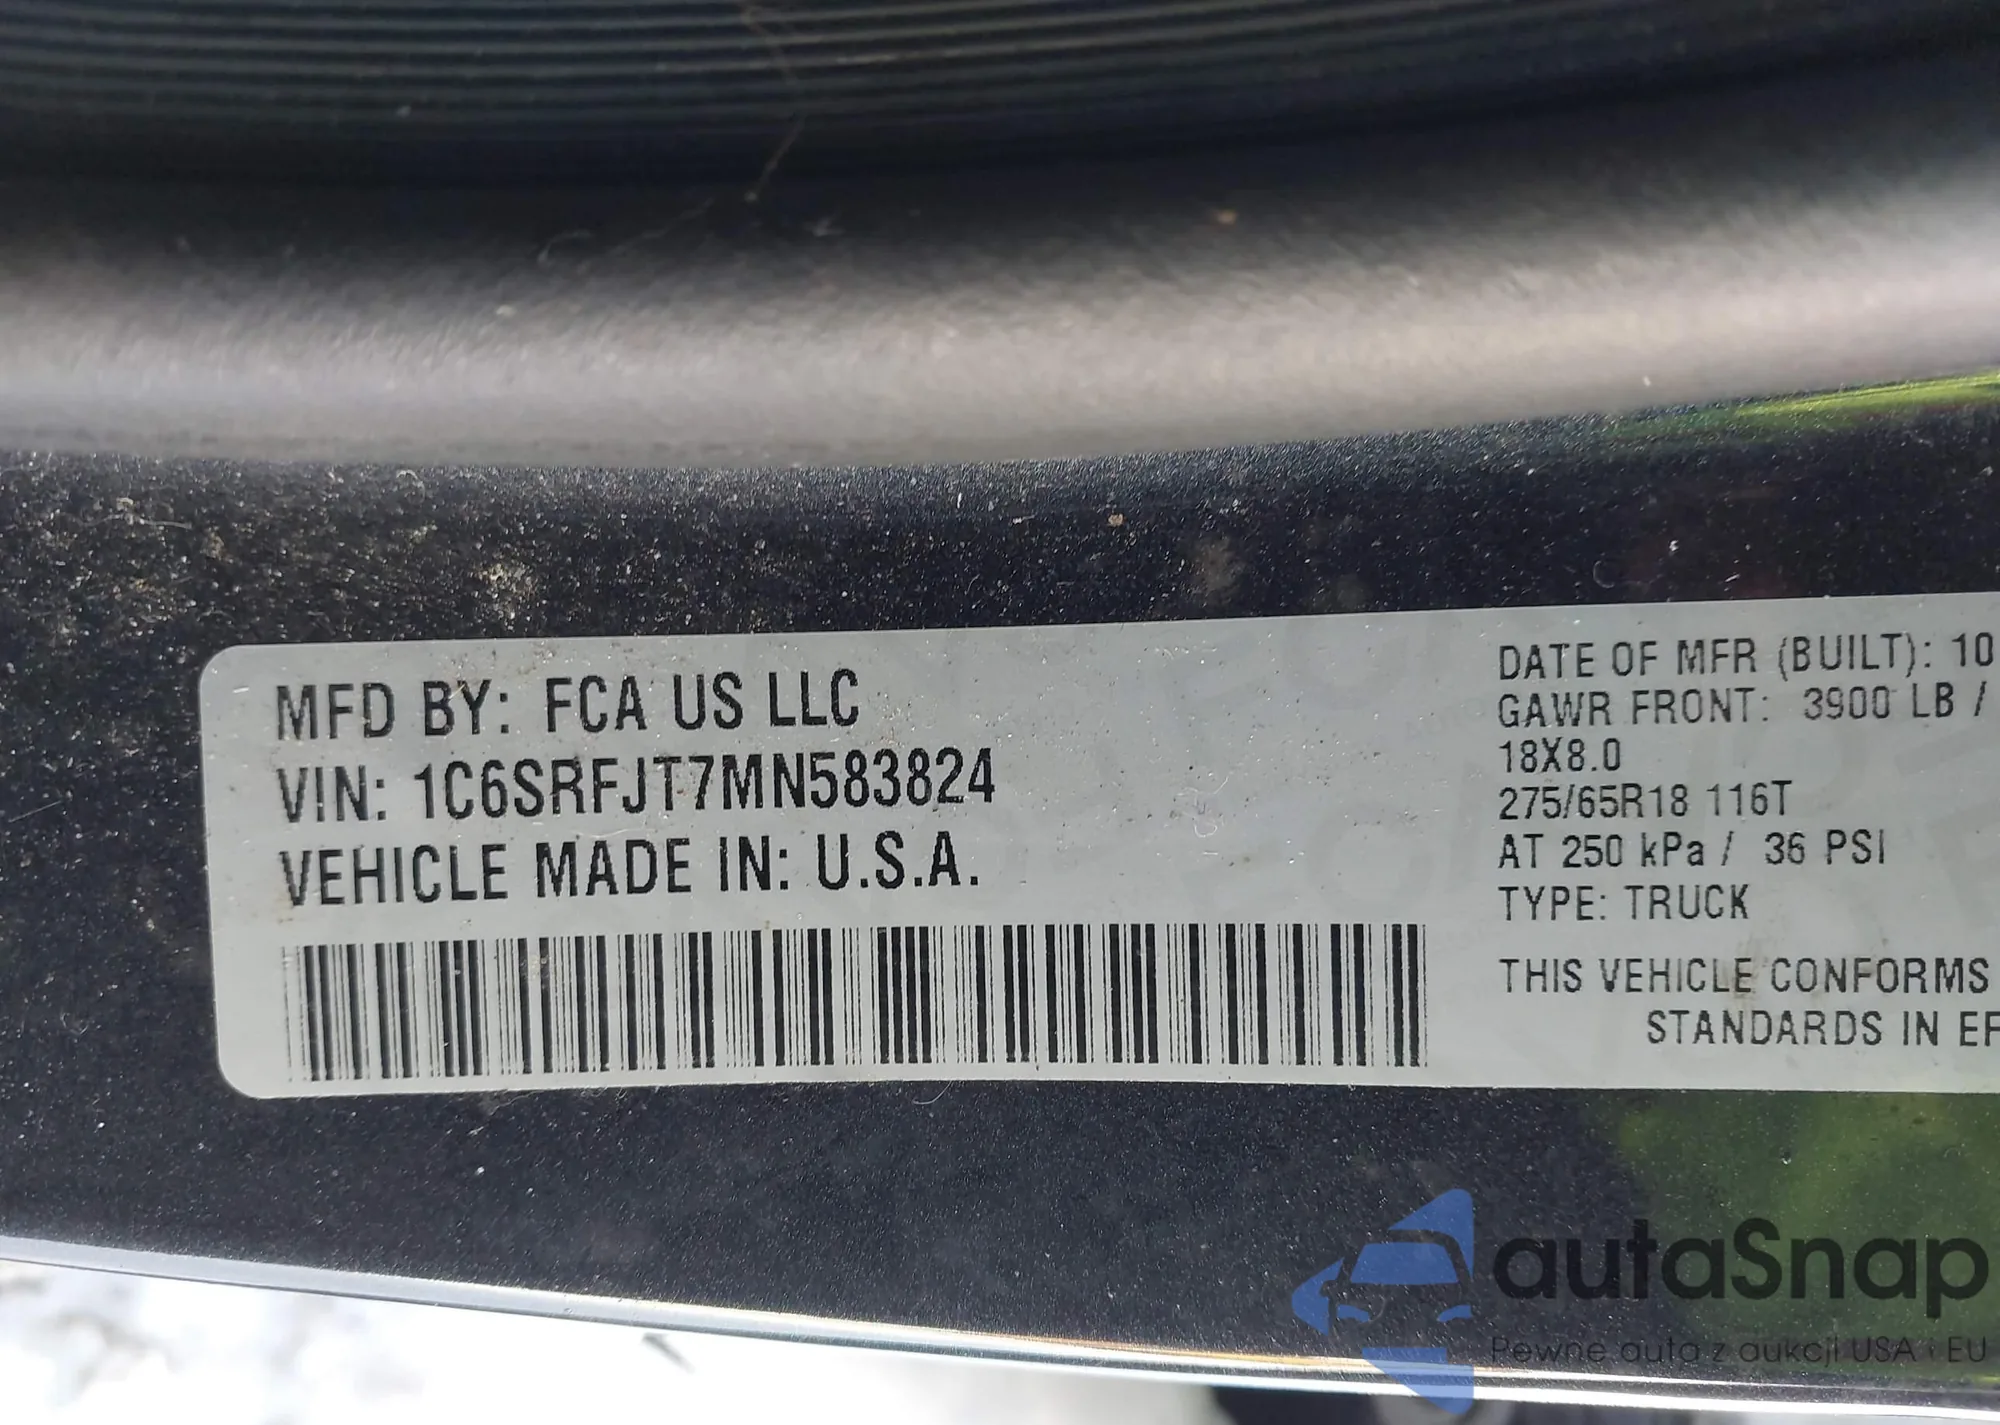 MFD BY: FCA US LLC
VIN: 1C6SRFJT7MN583824
VEHICLE MADE IN: U.S.A.
DATE OF MFR (BUILT): 10
GAWR FRONT: 3900 LB /
18X8.0
275/65R18 116T
AT 250 kPa / 36 PSI
TYPE: TRUCK
THIS VEHICLE CONFORMS
STANDARDS IN EF
autaSnap
Pewne auta z aukcji USA i EU